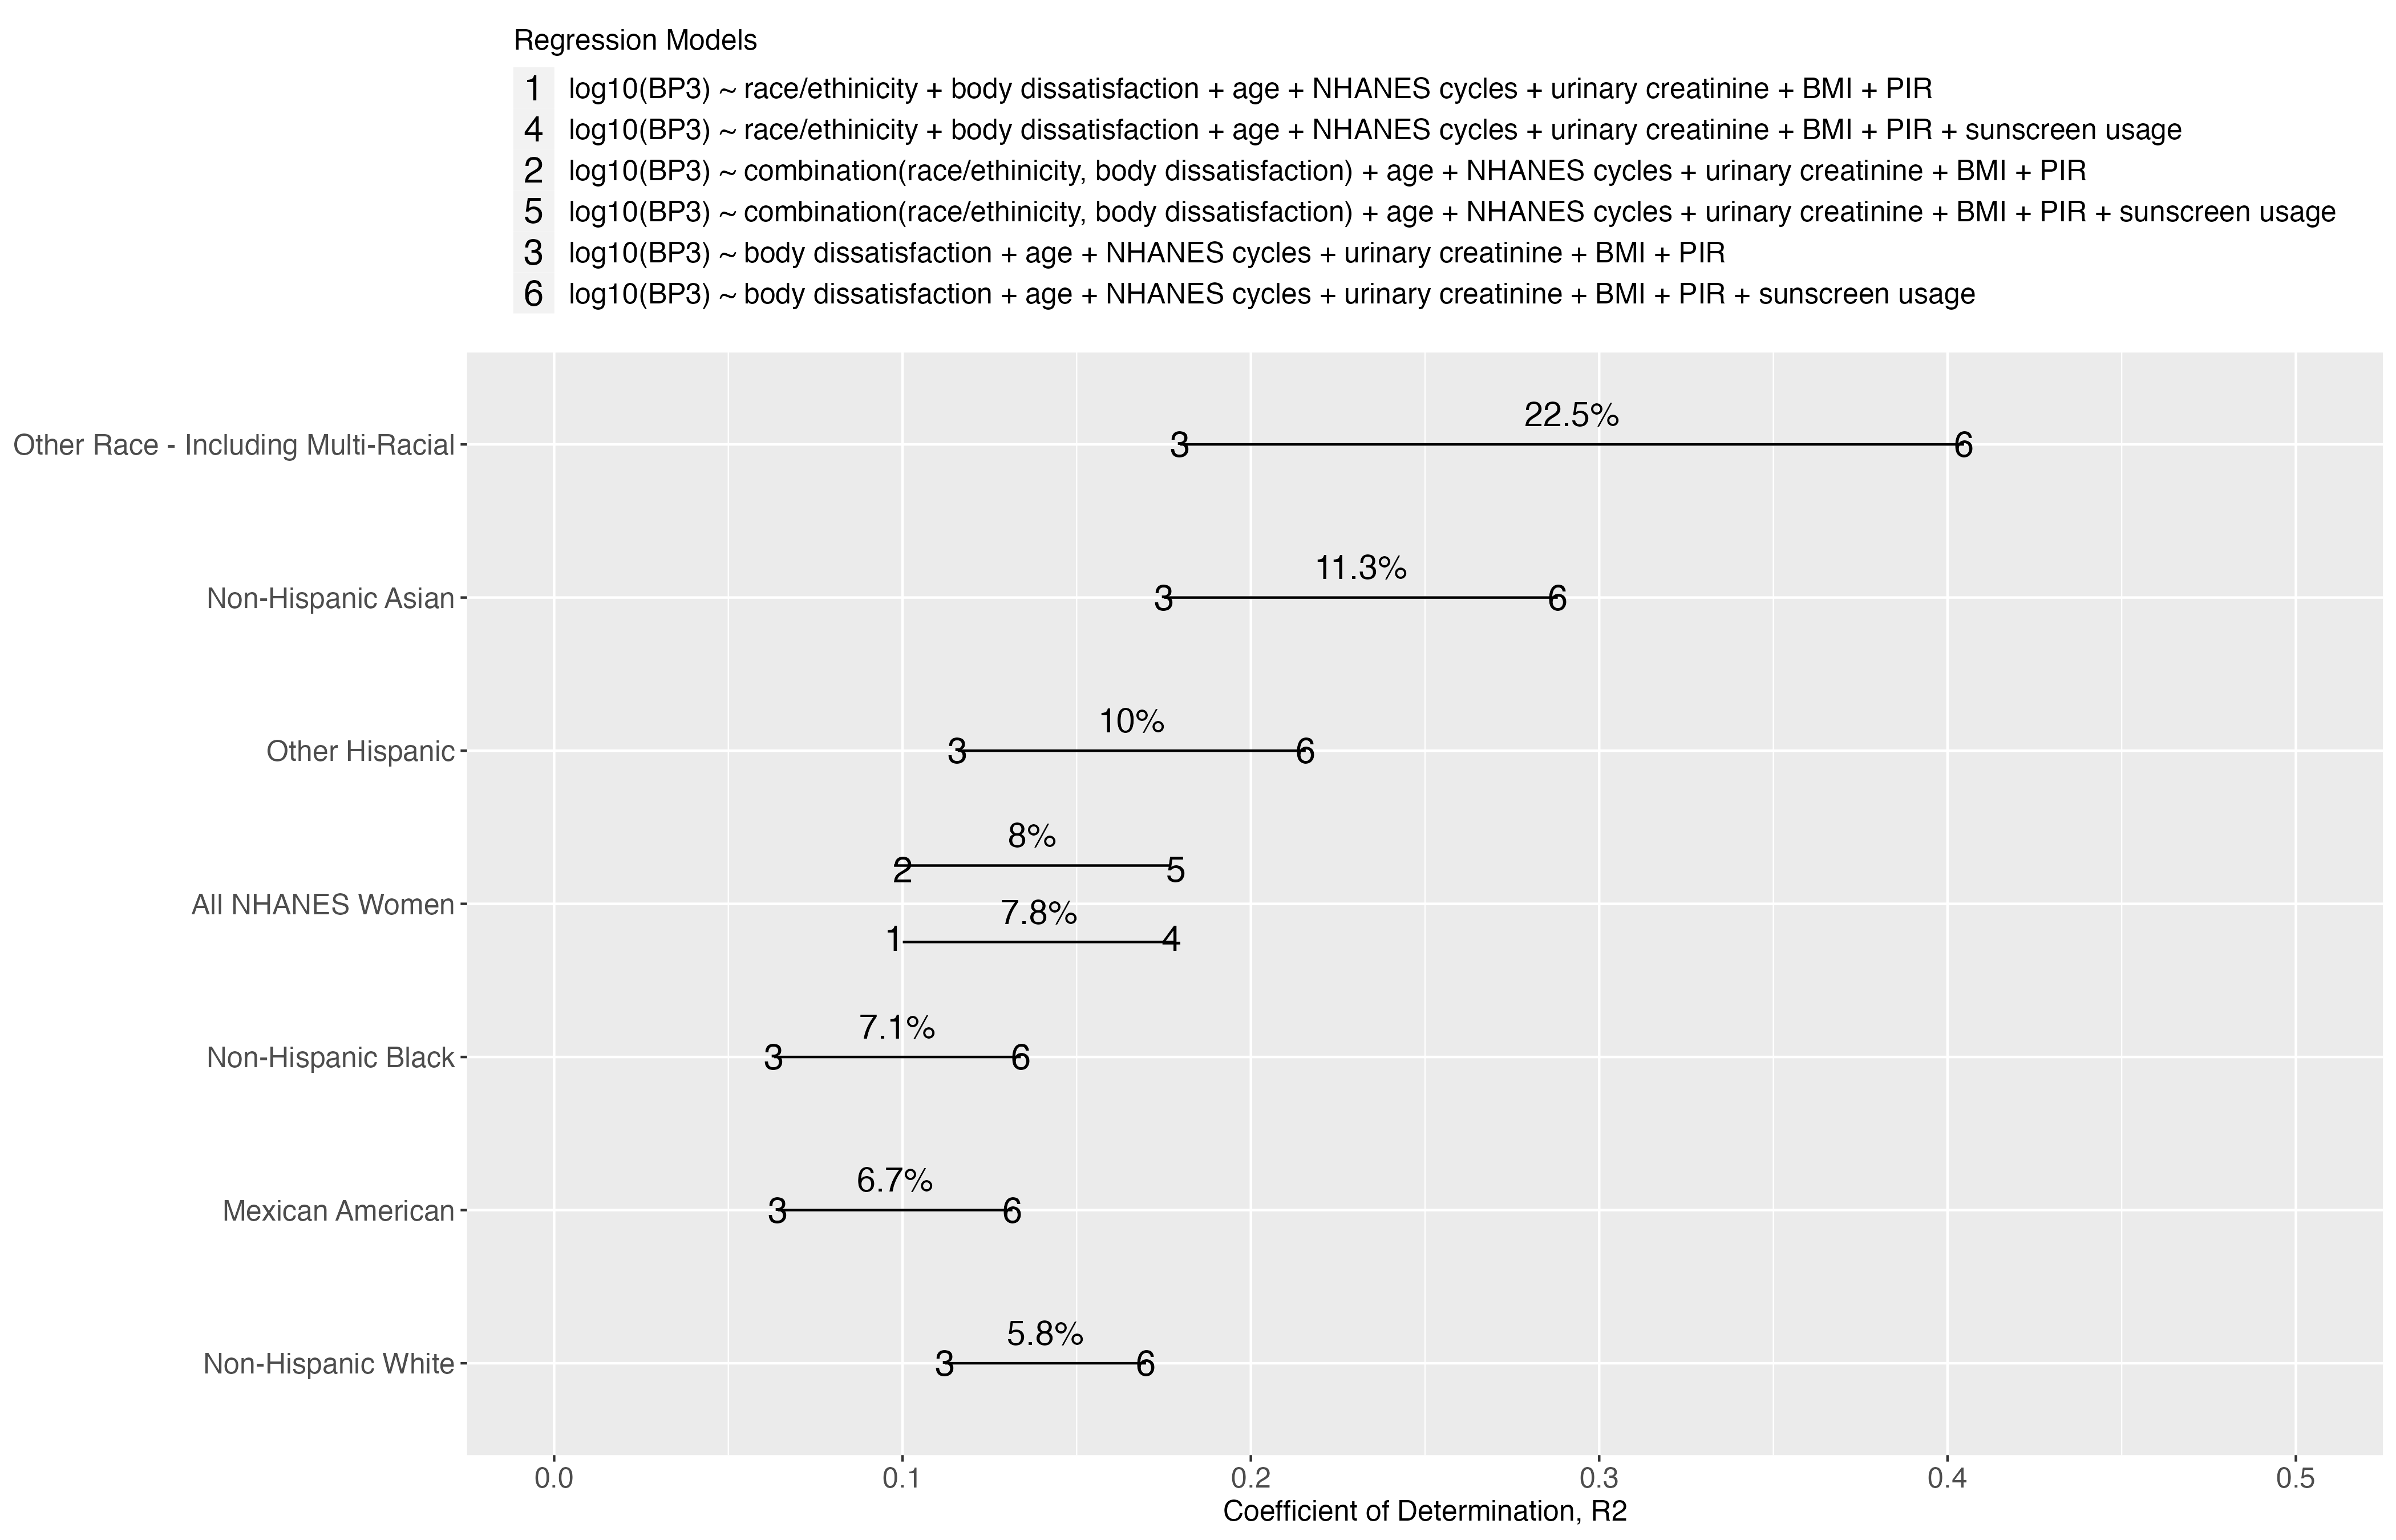 Regression Models
1 log10(BP3) ~ race/ethinicity + body dissatisfaction + age + NHANES cycles + urinary creatinine + BMI + PIR
4 log10(BP3) ~ race/ethinicity + body dissatisfaction + age + NHANES cycles + urinary creatinine + BMI + PIR + sunscreen usage
2 log10(BP3) ~ combination(race/ethinicity, body dissatisfaction) + age + NHANES cycles + urinary creatinine + BMI + PIR
5 log10(BP3) ~ combination(race/ethinicity, body dissatisfaction) + age + NHANES cycles + urinary creatinine + BMI + PIR + sunscreen usage
3 log10(BP3) ~ body dissatisfaction + age + NHANES cycles + urinary creatinine + BMI + PIR
6 log10(BP3) ~ body dissatisfaction + age + NHANES cycles + urinary creatinine + BMI + PIR + sunscreen usage
22.5%
Other Race - Including Multi-Racial 3 6
11.3%
Non-Hispanic Asian 3 6
10%
Other Hispanic 3 6
8%
2 5
All NHANES Women 7.8%
1 4
7.1%
Non-Hispanic Black 3 6
6.7%
Mexican American 3 6
5.8%
Non-Hispanic White 3 6
0.0 0.1 0.2 0.3 0.4 0.5
Coefficient of Determination, R2